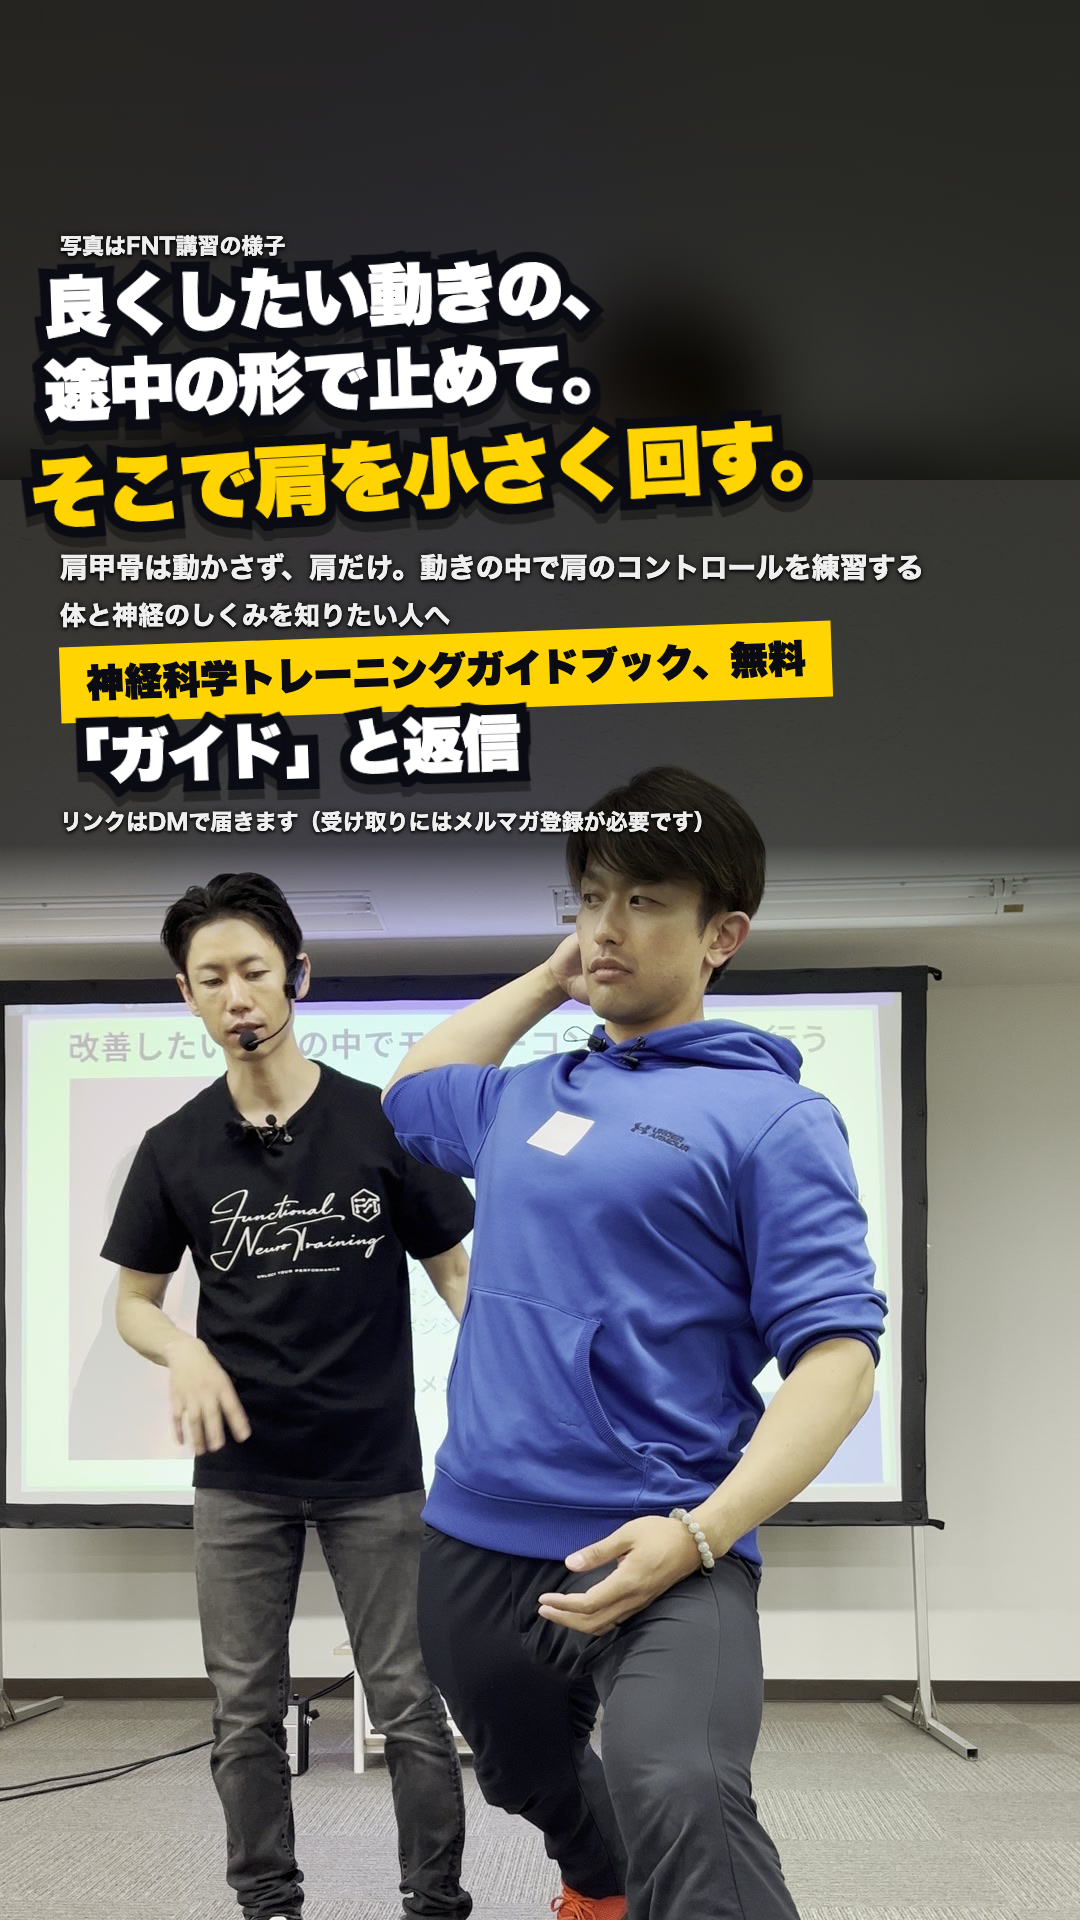 写真はFNT講習の様子
良くしたい動きの、
途中の形で止めて。
そこで肩を小さく回す。
肩甲骨は動かさず、肩だけ。動きの中で肩のコントロールを練習する
体と神経のしくみを知りたい人へ
神経科学トレーニングガイドブック、無料
「ガイド」と返信
リンクはDMで届きます（受け取りにはメルマガ登録が必要です）
改善したい
の中でモ
行う
UNDER ARMOUR
Functional
FNT
Neuro Training
UNLOCK YOUR PERFORMANCE